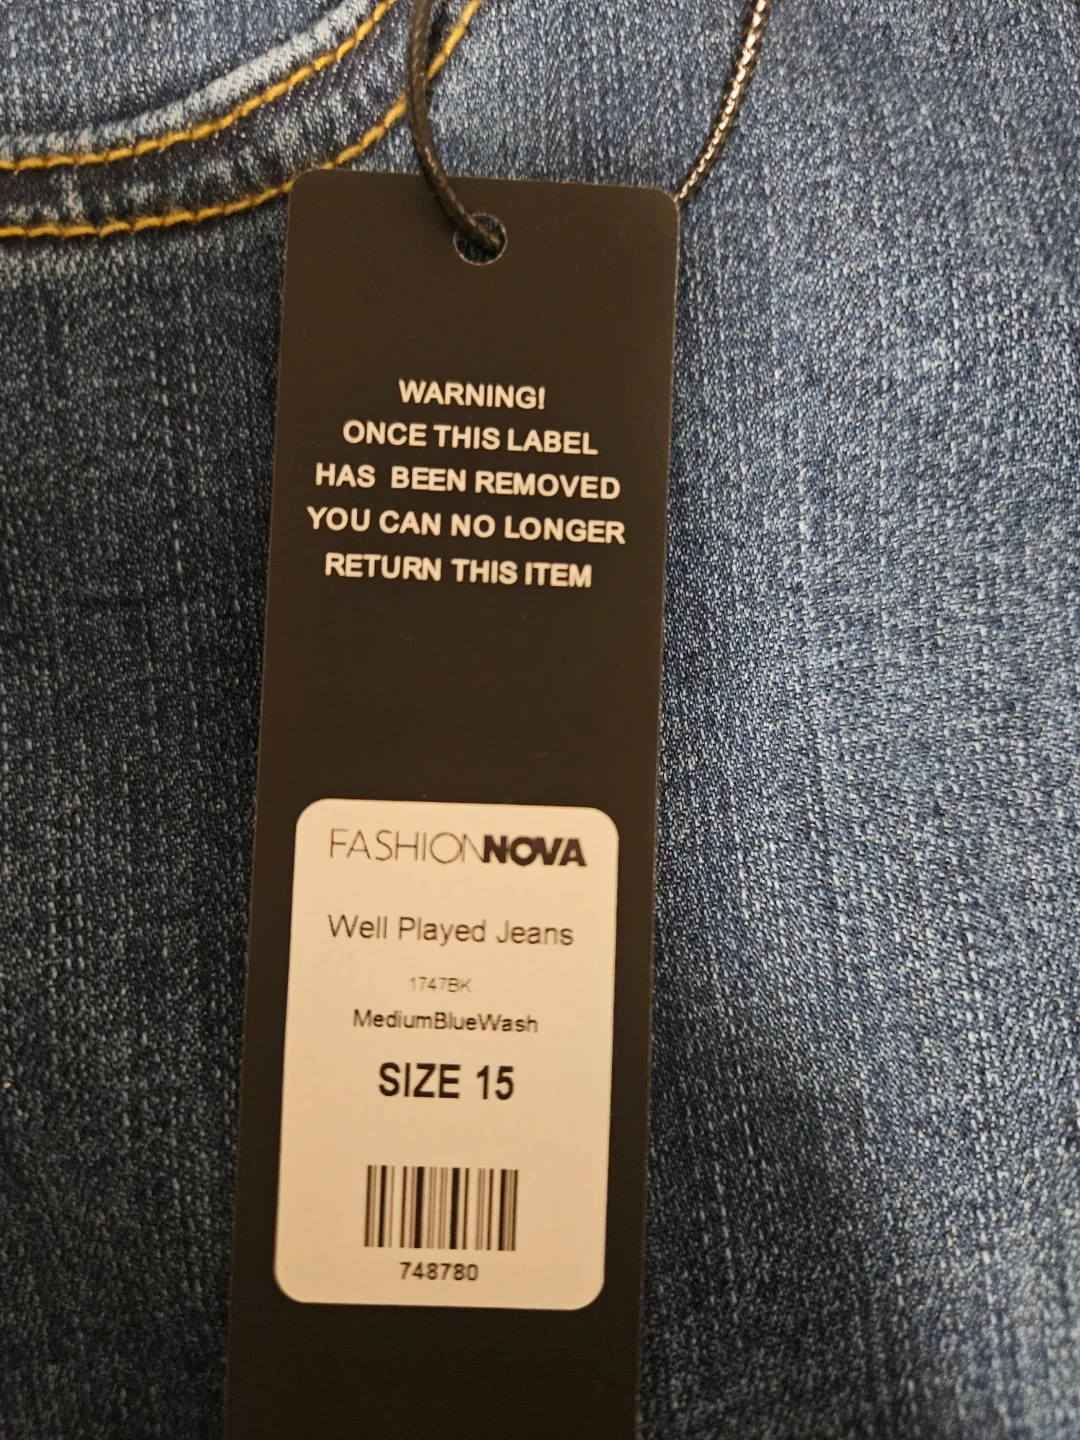 WARNING!
ONCE THIS LABEL
HAS BEEN REMOVED
YOU CAN NO LONGER
RETURN THIS ITEM
FASHIONNOVA
Well Played Jeans
1747BK
MediumBlueWash
SIZE 15
748780